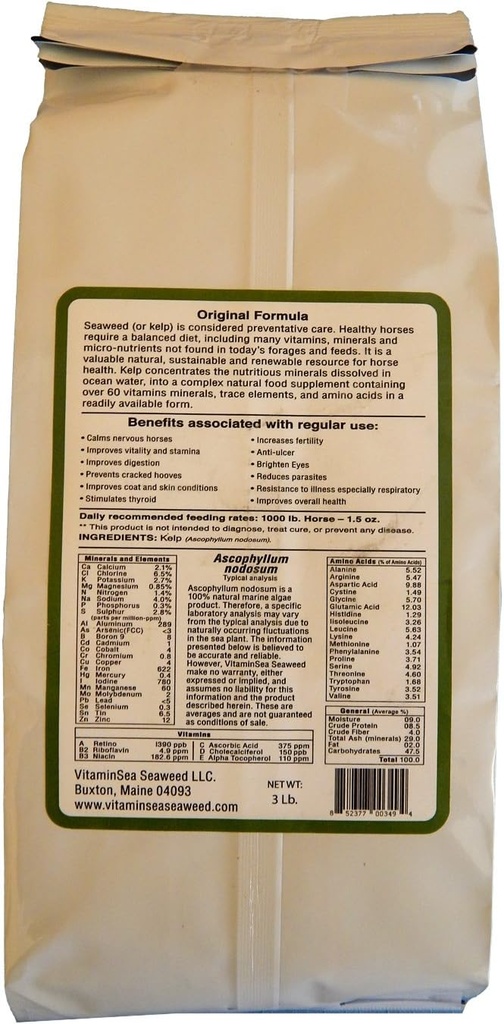 Original Formula
Seaweed (or kelp) is considered preventative care. Healthy horses
require a balanced diet, including many vitamins, minerals and
micro-nutrients not found in today's forages and feeds. It is a
valuable natural, sustainable and renewable resource for horse
health. Kelp concentrates the nutritious minerals dissolved in
ocean water, into a complex natural food supplement containing
over 60 vitamins minerals, trace elements, and amino acids in a
readily available form.
Benefits associated with regular use:
• Calms nervous horses
• Improves vitality and stamina
• Improves digestion
• Prevents cracked hooves
• Improves coat and skin conditions
• Stimulates thyroid
• Increases fertility
• Anti-ulcer
• Brighten Eyes
• Reduces parasites
• Resistance to illness especially respiratory
• Improves overall health
Daily recommended feeding rates: 1000 lb. Horse – 1.5 oz.
** This product is not intended to diagnose, treat cure, or prevent any disease.
INGREDIENTS: Kelp (Ascophyllum nodosum).
Minerals and Elements
Ca Calcium 2.1%
Cl Chlorine 6.5%
K Potassium 2.7%
Mg Magnesium 0.85%
N Nitrogen 1.4%
Na Sodium 4.0%
P Phosphorus 0.3%
S Sulphur 2.8%
(parts per million-ppm)
Al Aluminum 289
As Arsenic(FCC) <3
B Boron 9 8
Cd Cadmium 1
Co Cobalt 4
Cr Chromium 0.8
Cu Copper 4
Fe Iron 622
Hg Mercury 0.4
I Iodine 780
Mn Manganese 60
Mo Molybdenum 2
Pb Lead <5
Se Selenium 0.3
Sn Tin 6.5
Zn Zinc 12
Ascophyllum
nodosum
Typical analysis
Ascophyllum nodosum is a
100% natural marine algae
product. Therefore, a specific
laboratory analysis may vary
from the typical analysis due to
naturally occurring fluctuations
in the sea plant. The information
presented below is believed to
be accurate and reliable.
However, VitaminSea Seaweed
make no warranty, either
expressed or implied, and
assumes no liability for this
information and the product
described herein. These are
averages and are not guaranteed
as conditions of sale.
Amino Acids (% of Amino Acids)
Alanine 5.52
Arginine 5.47
Aspartic Acid 9.88
Cystine 1.49
Glycine 5.70
Glutamic Acid 12.03
Histidine 1.29
Iisoleucine 3.26
Leucine 5.63
Lysine 4.24
Methionine 1.07
Phenylalanine 3.54
Proline 3.71
Serine 4.92
Threonine 4.60
Tryptophan 1.68
Tyrosine 3.52
Valine 3.51
General (Average %)
Moisture 09.0
Crude Protein 08.5
Crude Fiber 4.0
Total Ash (minerals) 29.0
Fat 02.0
Carbohydrates 47.5
Total 100.0
Vitamins
A Retino 1390 ppb
B2 Riboflavin 4.9 ppm
B3 Niacin 182.6 ppm
C Ascorbic Acid 375 ppm
D Cholecalciferol 150 ppb
E Alpha Tocopherol 110 ppm
VitaminSea Seaweed LLC.
Buxton, Maine 04093
www.vitaminseaseaweed.com
NET WT:
3 Lb.
8 52377 00349 4